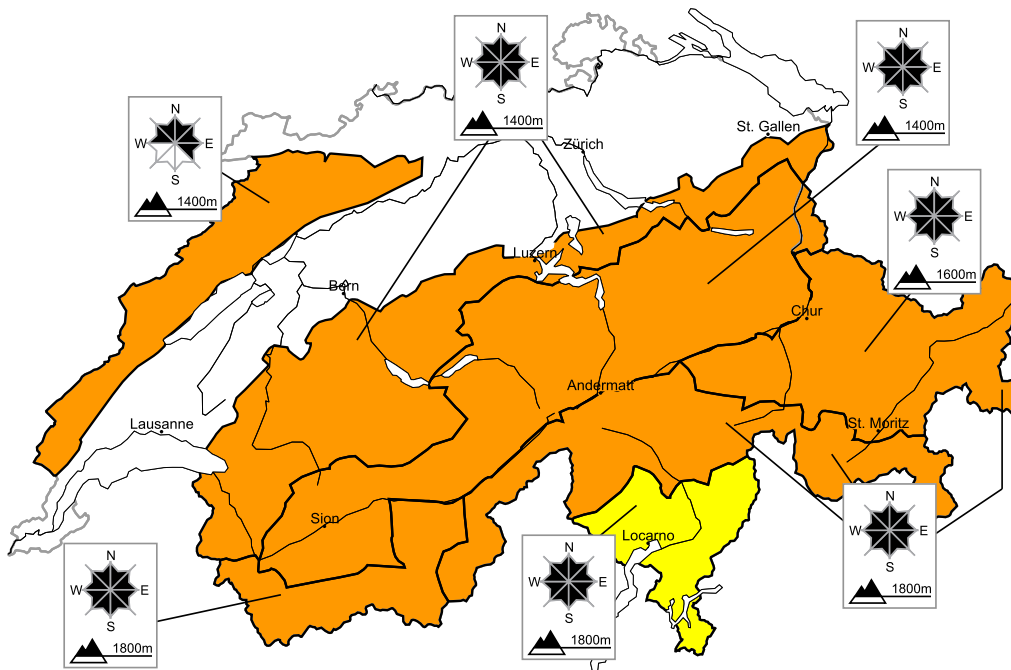 N
W E
S
1400m
N
W E
S
1400m
N
W E
S
1400m
St. Gallen
Zürich
N
W E
S
1600m
Luzern
Bern
Chur
Andermatt
Lausanne
St. Moritz
Sion
Locarno
N
W E
S
1800m
N
W E
S
1800m
N
W E
S
1800m